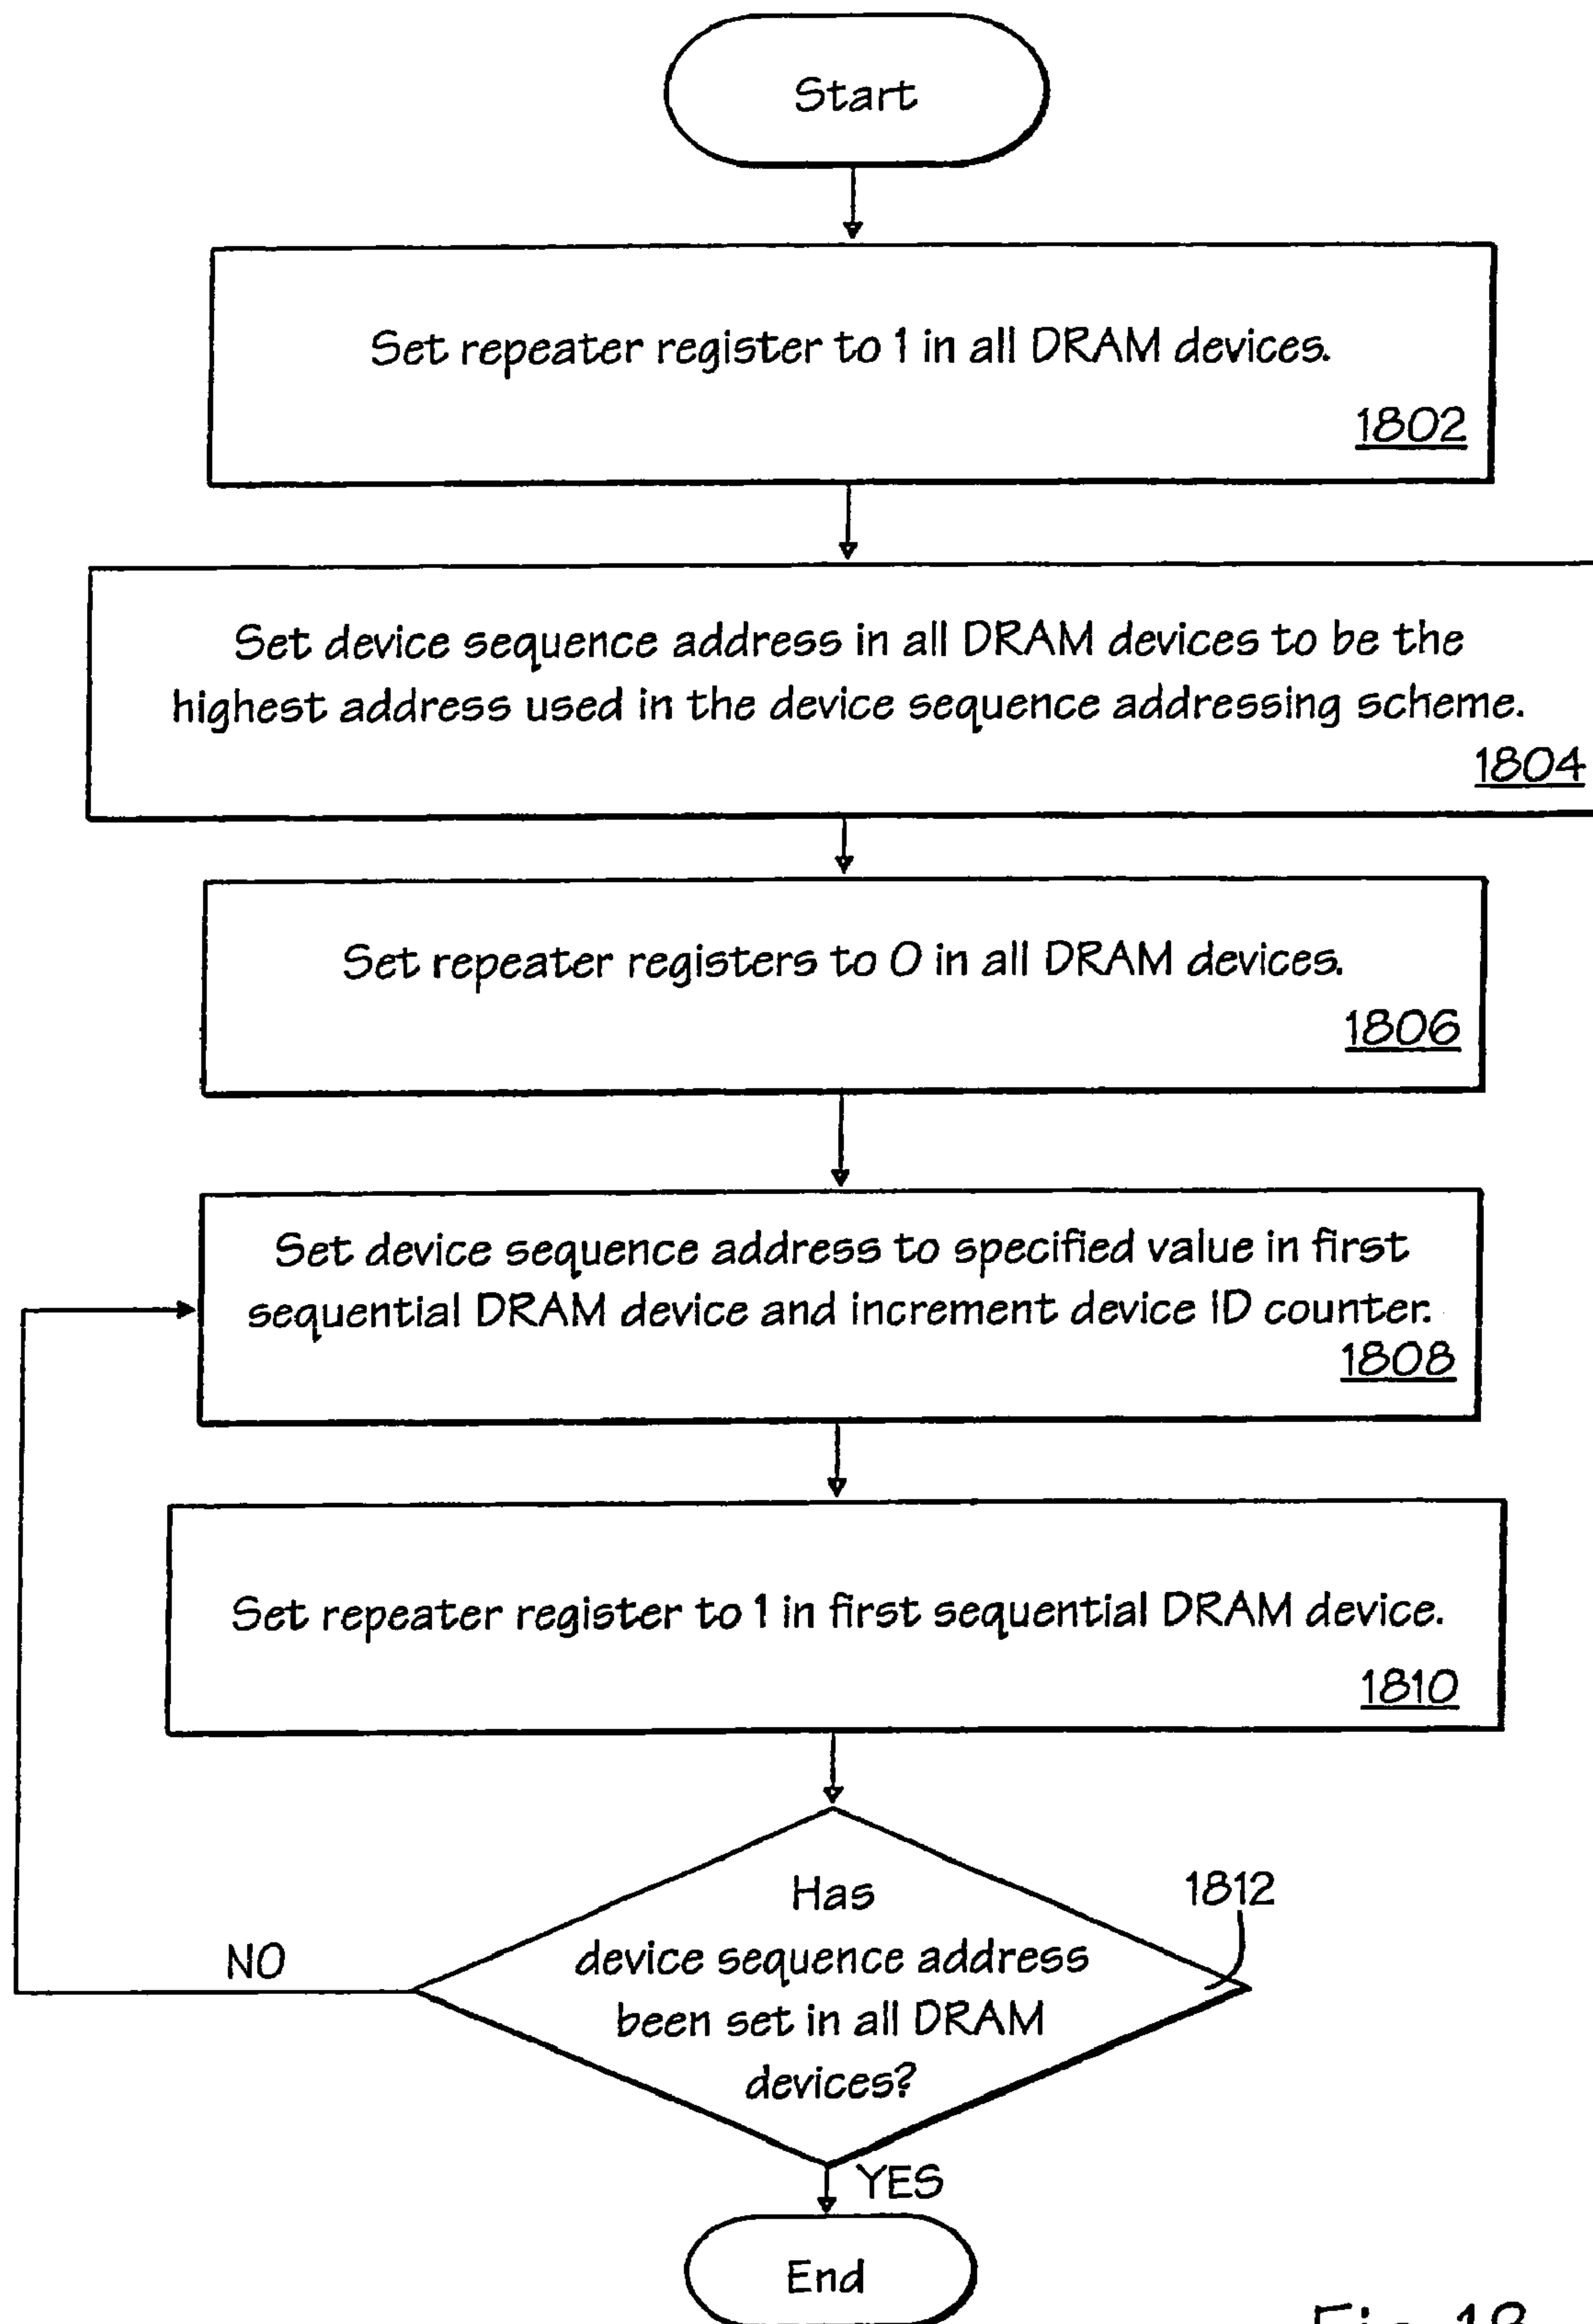 Start
Set repeater register to 1 in all DRAM devices.
1802
Set device sequence address in all DRAM devices to be the
highest address used in the device sequence addressing scheme.
1804
Set repeater registers to 0 in all DRAM devices.
1806
Set device sequence address to specified value in first
sequential DRAM device and increment device ID counter.
1808
Set repeater register to 1 in first sequential DRAM device.
1810
Has
device sequence address
been set in all DRAM
devices?
1812
NO
YES
End
Fig. 18